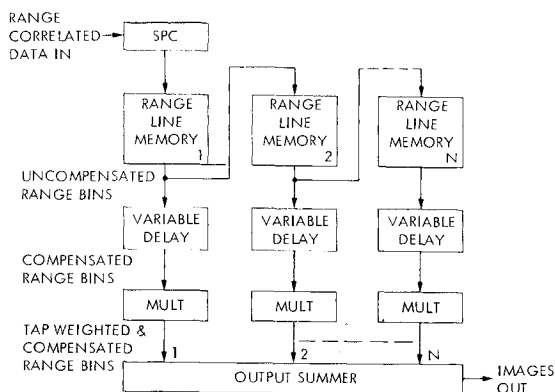 RANGE
CORRELATED
DATA IN
SPC
RANGE
LINE
MEMORY
1
RANGE
LINE
MEMORY
2
RANGE
LINE
MEMORY
N
UNCOMPENSATED
RANGE BINS
VARIABLE
DELAY
VARIABLE
DELAY
VARIABLE
DELAY
COMPENSATED
RANGE BINS
MULT
MULT
MULT
TAP WEIGHTED &
COMPENSATED
RANGE BINS
1
2
N
OUTPUT SUMMER
IMAGES
OUT